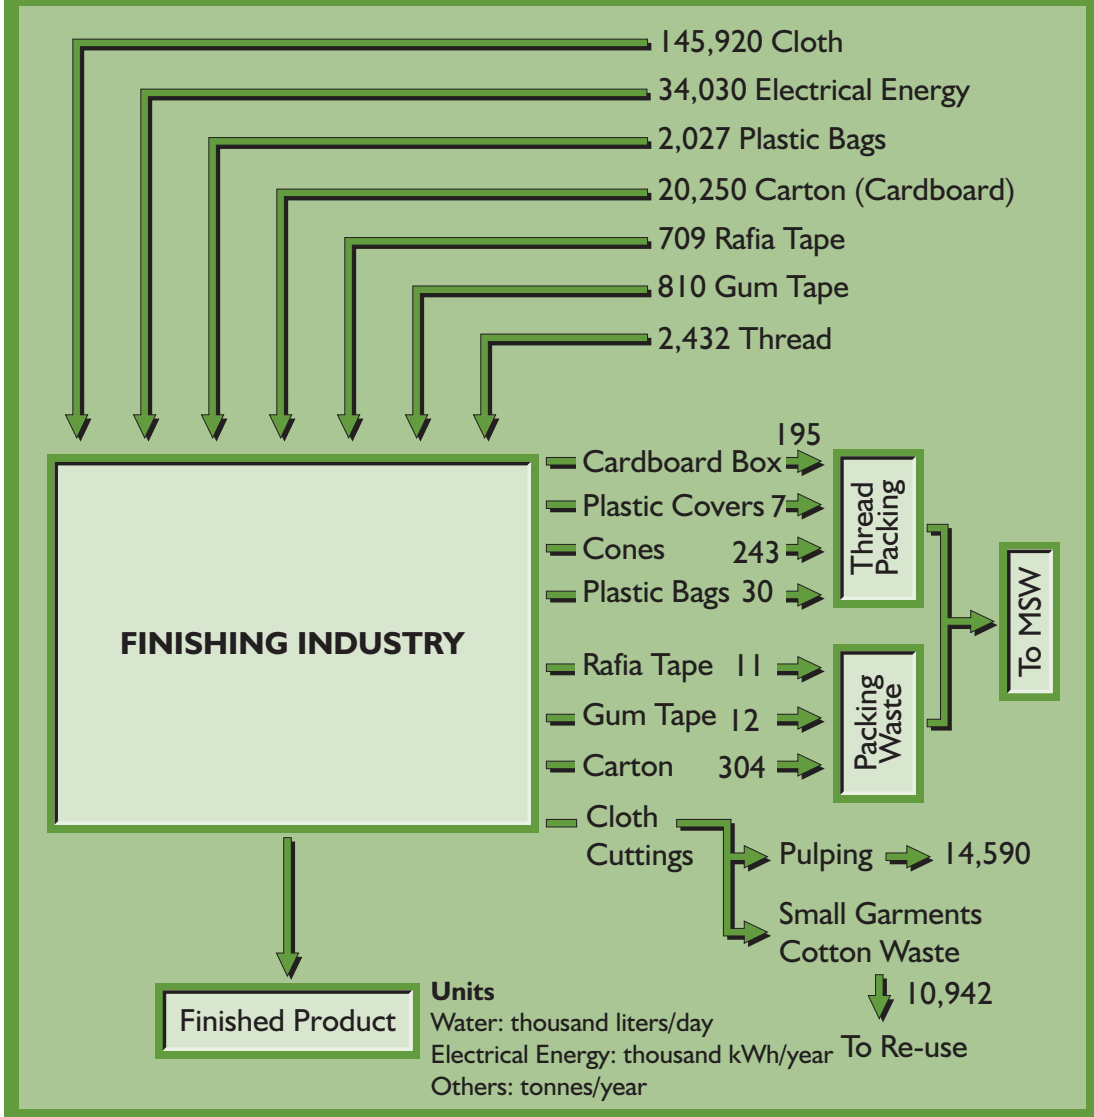 145,920 Cloth
34,030 Electrical Energy
2,027 Plastic Bags
20,250 Carton (Cardboard)
709 Rafia Tape
810 Gum Tape
2,432 Thread
FINISHING INDUSTRY
Cardboard Box 195
Plastic Covers 7
Cones 243
Plastic Bags 30
Thread
Packing
Rafia Tape 11
Gum Tape 12
Carton 304
Packing
Waste
To MSW
Cloth
Cuttings
Pulping 14,590
Small Garments
Cotton Waste
10,942
To Re-use
Finished Product
Units
Water: thousand liters/day
Electrical Energy: thousand kWh/year
Others: tonnes/year